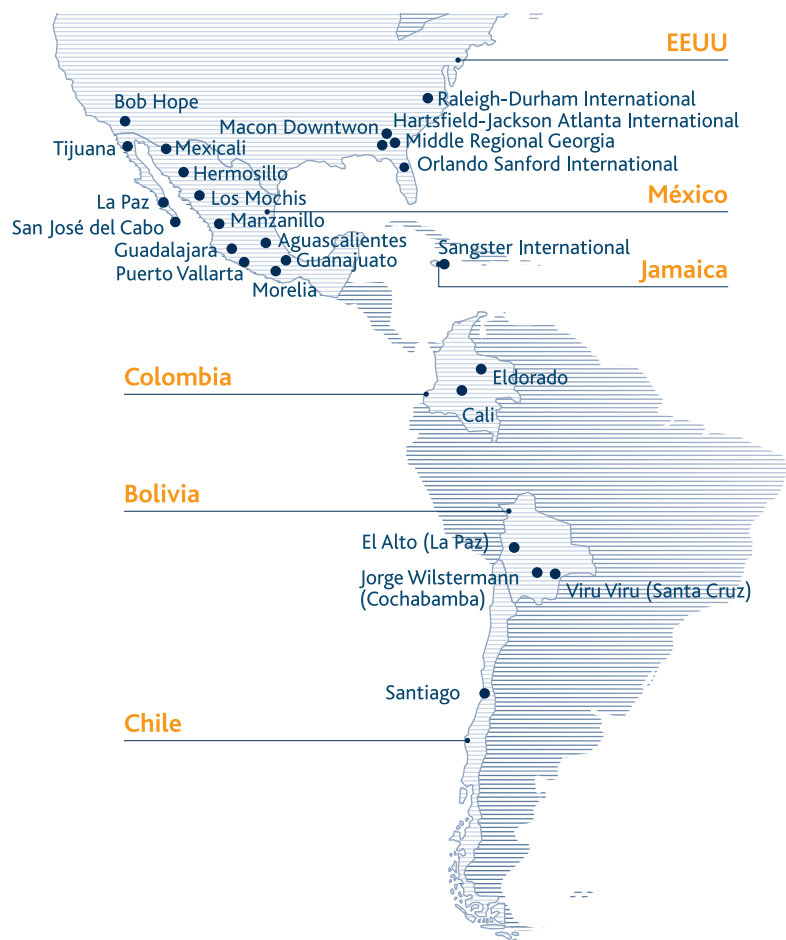 EEUU
Raleigh-Durham International
Bob Hope
Hartsfield-Jackson Atlanta International
Macon Downtwon
Middle Regional Georgia
Tijuana
Mexicali
Orlando Sanford International
Hermosillo
México
Los Mochis
La Paz
Manzanillo
San José del Cabo
Aguascalientes
Sangster International
Guadalajara
Guanajuato
Puerto Vallarta
Jamaica
Morelia
Colombia
Eldorado
Cali
Bolivia
El Alto (La Paz)
Jorge Wilstermann
(Cochabamba)
Viru Viru (Santa Cruz)
Santiago
Chile